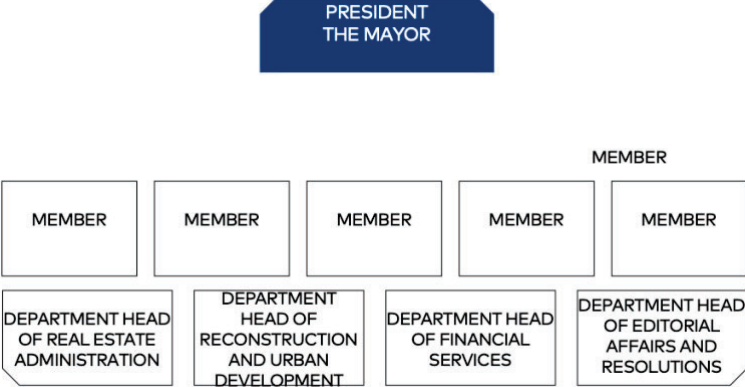 PRESIDENT
THE MAYOR
MEMBER
MEMBER
MEMBER
MEMBER
MEMBER
MEMBER
DEPARTMENT HEAD
OF REAL ESTATE
ADMINISTRATION
DEPARTMENT
HEAD OF
RECONSTRUCTION
AND URBAN
DEVELOPMENT
DEPARTMENT HEAD
OF FINANCIAL
SERVICES
DEPARTMENT HEAD
OF EDITORIAL
AFFAIRS AND
RESOLUTIONS